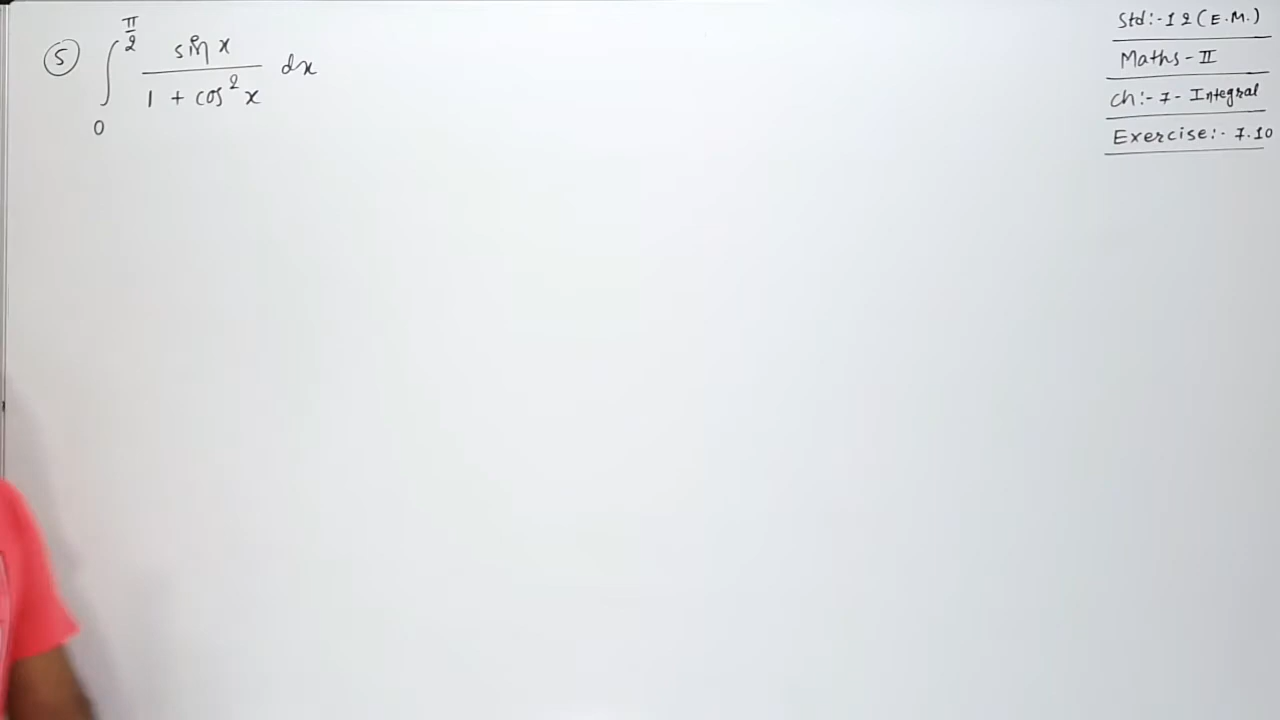 ⑤ ∫₀^{π/2} sin x / (1 + cos² x) dx
Std:-12(E.M.)
Maths-II
Ch:-7-Integral
Exercise:-7.10